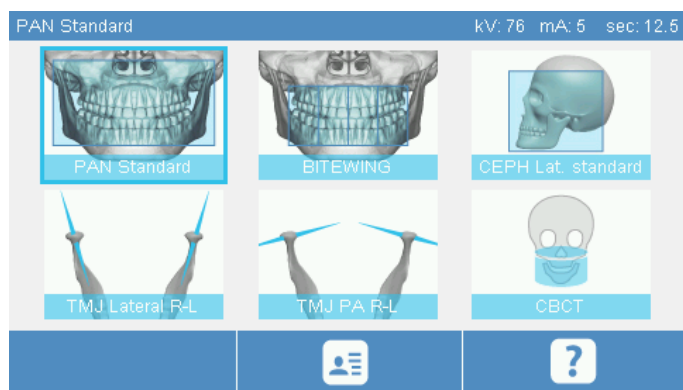 PAN Standard kV: 76 mA: 5 sec: 12.5
PAN Standard BITEWING CEPH Lat. standard
TMJ Lateral R-L TMJ PA R-L CBCT
?